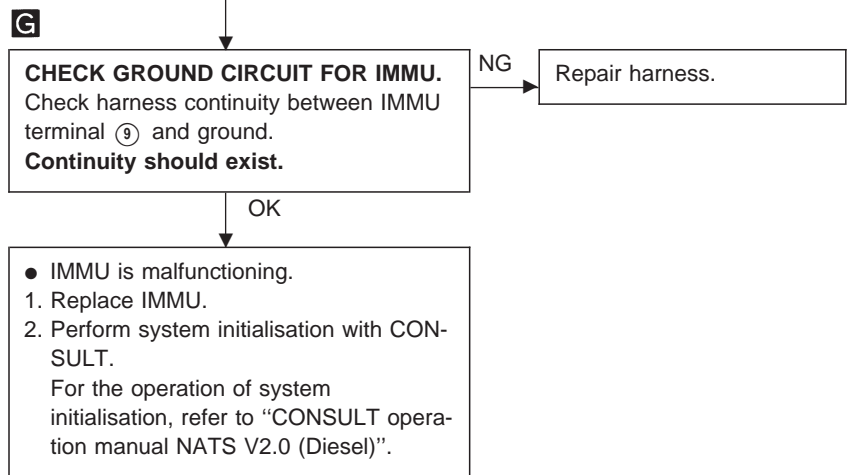 G
CHECK GROUND CIRCUIT FOR IMMU.
Check harness continuity between IMMU
terminal ⑨ and ground.
Continuity should exist.
NG
Repair harness.
OK
● IMMU is malfunctioning.
1. Replace IMMU.
2. Perform system initialisation with CON-
SULT.
For the operation of system
initialisation, refer to ‘‘CONSULT opera-
tion manual NATS V2.0 (Diesel)’’.